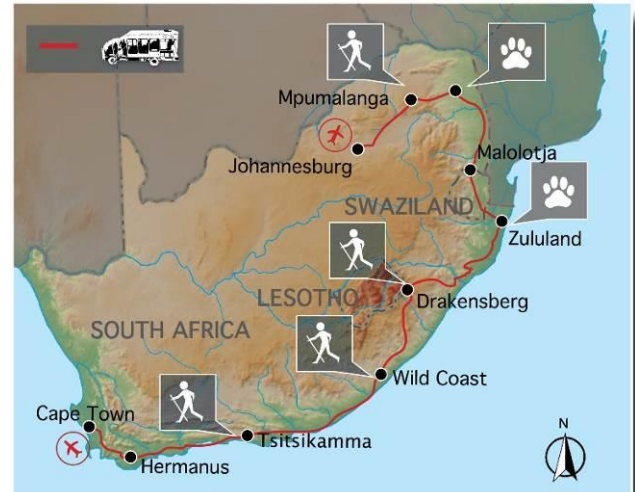 Mpumalanga
Johannesburg
Malolotja
SWAZILAND
Zululand
LESOTHO
Drakensberg
SOUTH AFRICA
Wild Coast
Cape Town
Tsitsikamma
Hermanus
N